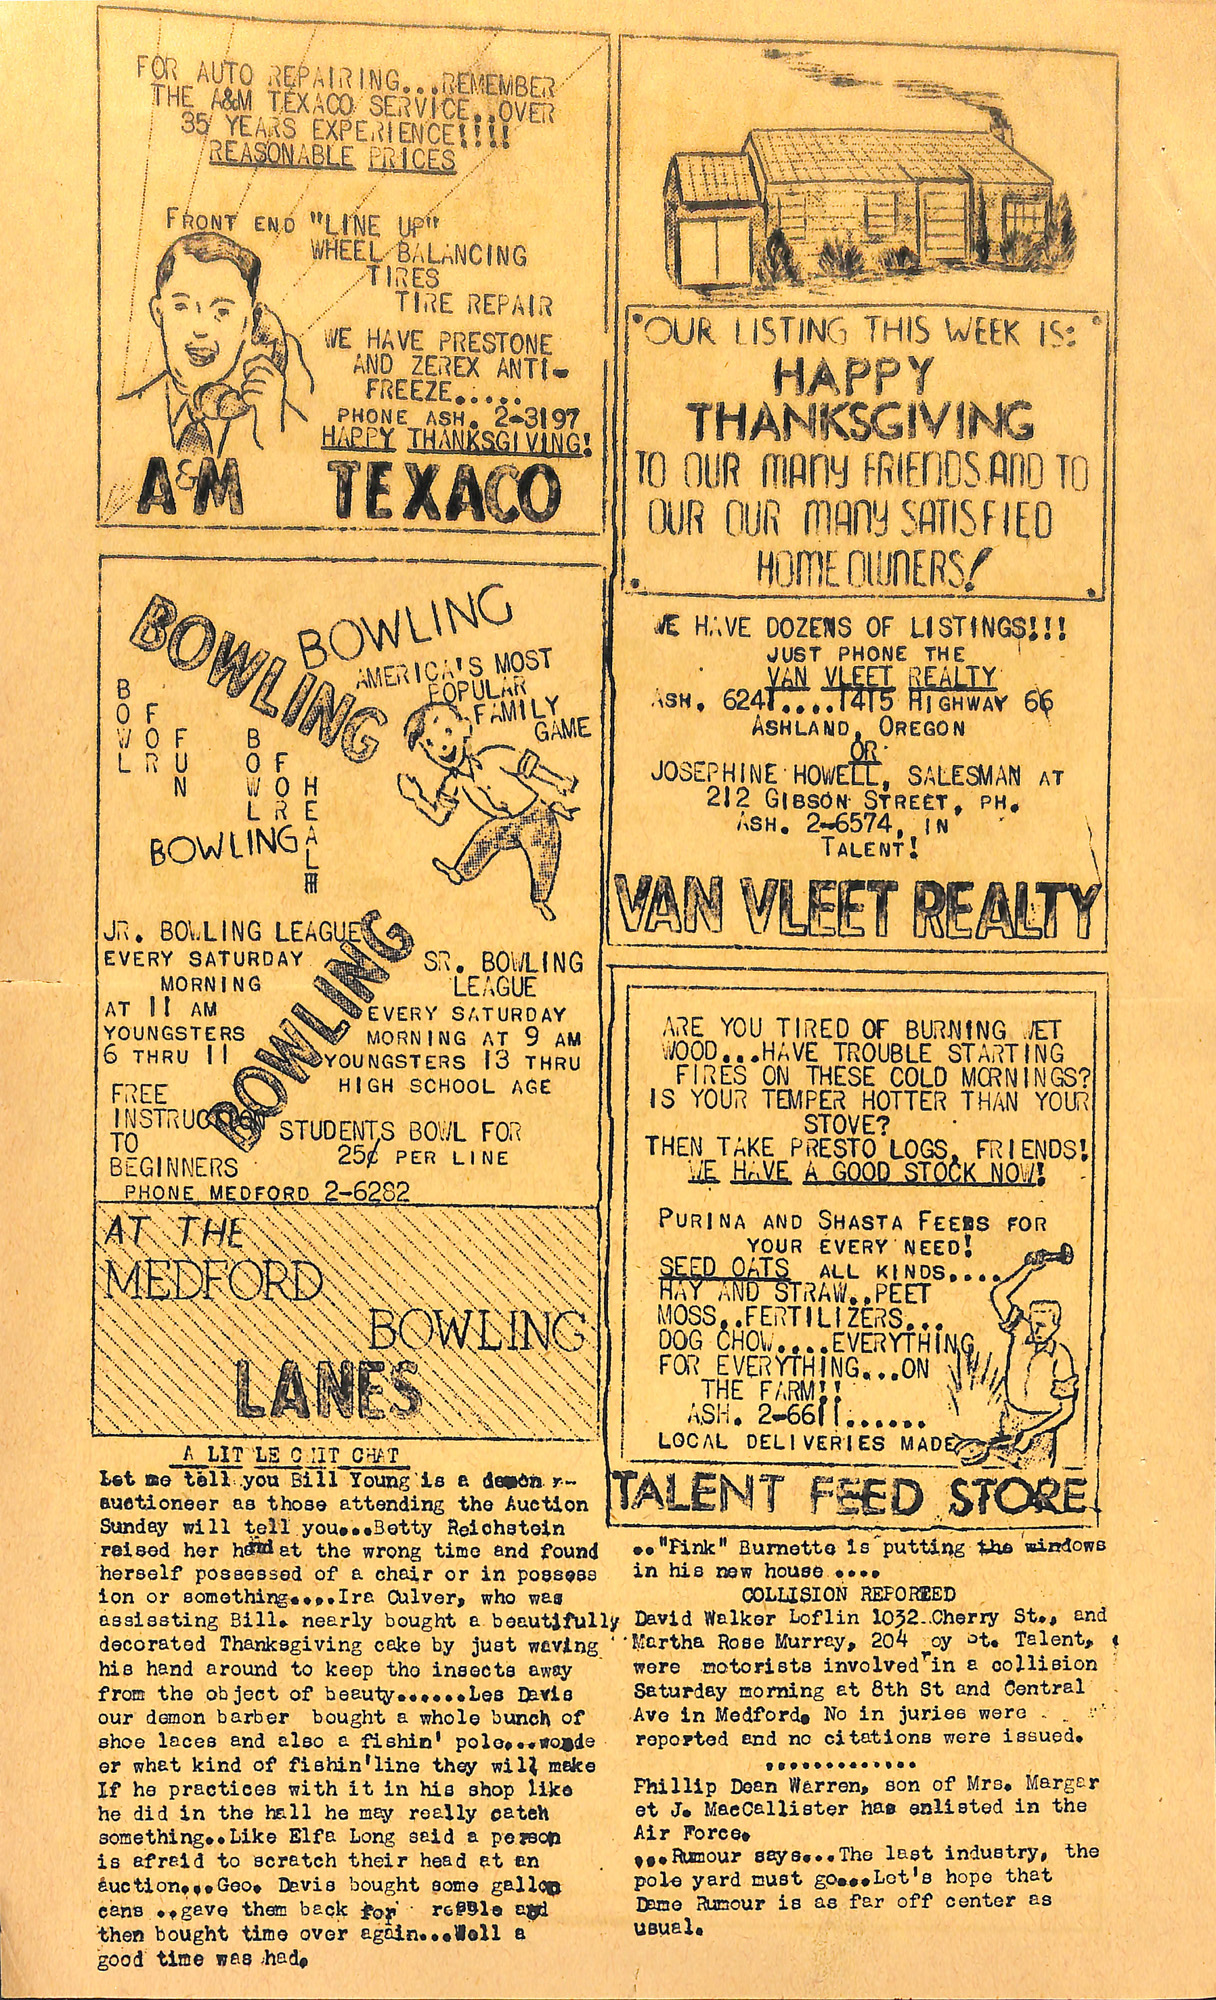 FOR AUTO REPAIRING...REMEMBER
THE A&M TEXACO SERVICE..OVER
35 YEARS EXPERIENCE!!!!
REASONABLE PRICES
FRONT END "LINE UP"
WHEEL BALANCING
TIRES
TIRE REPAIR
WE HAVE PRESTONE
AND ZEREX ANTI-
FREEZE.....
PHONE ASH. 2-3197
HAPPY THANKSGIVING!
A&M TEXACO
BOWLING
BOWLING
AMERICA'S MOST
POPULAR
FAMILY
GAME
BOWL
FOR
FUN
BOWL
FOR
HEALTH
BOWLING
JR. BOWLING LEAGUE
EVERY SATURDAY
MORNING
AT 11 AM
YOUNGSTERS
6 THRU 11
FREE
INSTRUCTION
TO
BEGINNERS
BOWLING
SR. BOWLING
LEAGUE
EVERY SATURDAY
MORNING AT 9 AM
YOUNGSTERS 13 THRU
HIGH SCHOOL AGE
STUDENTS BOWL FOR
25¢ PER LINE
PHONE MEDFORD 2-6282
AT THE
MEDFORD
BOWLING
LANES
A LITTLE CHIT CHAT
Let me tell you Bill Young is a demon r-
auctioneer as those attending the Auction
Sunday will tell you...Betty Reichstein
raised her hand at the wrong time and found
herself possessed of a chair or in possess
ion or something....Ira Culver, who was
assissting Bill. nearly bought a beautifully
decorated Thanksgiving cake by just waving
his hand around to keep the insects away
from the object of beauty......Les Davis
our demon barber bought a whole bunch of
shoe laces and also a fishin' pole...wonde
er what kind of fishin'line they will make
If he practices with it in his shop like
he did in the hall he may really catch
something..Like Elfa Long said a person
is afraid to scratch their head at an
auction...Geo. Davis bought some gallon
cans ..gave them back for and
then bought time over again...Well a
good time was had.
OUR LISTING THIS WEEK IS:
HAPPY
THANKSGIVING
TO OUR MANY FRIENDS AND TO
OUR OUR MANY SATISFIED
HOME OWNERS!
WE HAVE DOZENS OF LISTINGS!!!
JUST PHONE THE
VAN VLEET REALTY
ASH. 6241....1415 HIGHWAY 66
ASHLAND, OREGON
OR
JOSEPHINE HOWELL, SALESMAN AT
212 GIBSON STREET, PH.
ASH. 2-6574, IN
TALENT!
VAN VLEET REALTY
ARE YOU TIRED OF BURNING WET
WOOD...HAVE TROUBLE STARTING
FIRES ON THESE COLD MORNINGS?
IS YOUR TEMPER HOTTER THAN YOUR
STOVE?
THEN TAKE PRESTO LOGS, FRIENDS!
WE HAVE A GOOD STOCK NOW!
PURINA AND SHASTA FEEDS FOR
YOUR EVERY NEED!
SEED OATS ALL KINDS....
HAY AND STRAW..PEET
MOSS..FERTILIZERS...
DOG CHOW.....EVERYTHING
FOR EVERYTHING...ON
THE FARM!!
ASH. 2-6611......
LOCAL DELIVERIES MADE
TALENT FEED STORE
.."Pink" Burnette is putting the windows
in his new house ....
COLLISION REPORTED
David Walker Loflin 1032 Cherry St., and
Martha Rose Murray, 204 St. Talent,
were motorists involved in a collision
Saturday morning at 8th St and Central
Ave in Medford. No in juries were
reported and no citations were issued.
.............
Phillip Dean Warren, son of Mrs. Margar
et J. MacCallister has enlisted in the
Air Force.
...Rumour says...The last industry, the
pole yard must go....Let's hope that
Dame Rumour is as far off center as
usual.